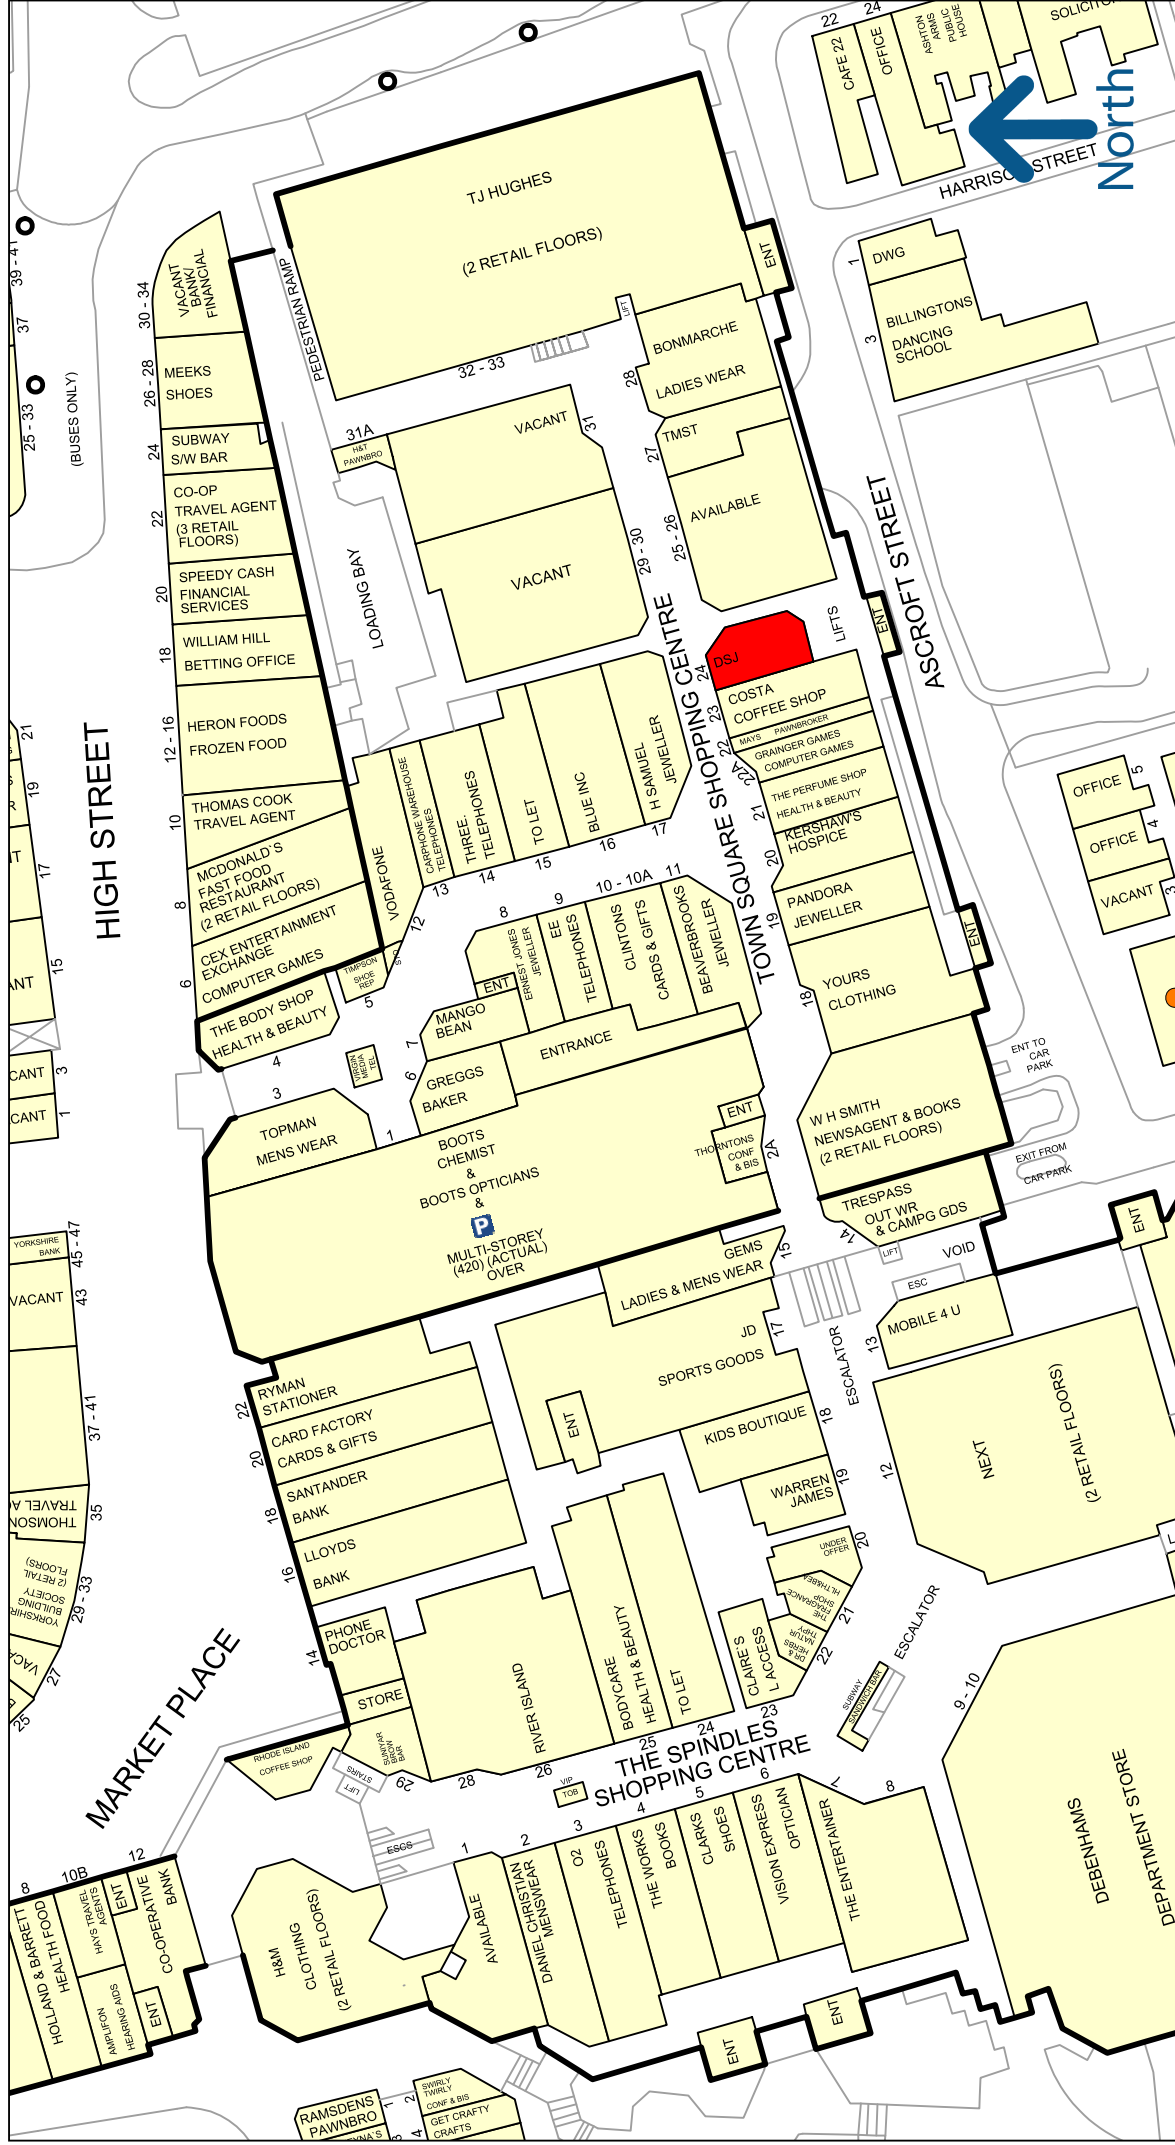 22
24
CAFE 22
OFFICE
ASHTON
ARMS
PUBLIC
HOUSE
North
HARRISON STREET
39 - 41
37
25 - 33
(BUSES ONLY)
TJ HUGHES
(2 RETAIL FLOORS)
ENT
1
DWG
3
BILLINGTONS
DANCING
SCHOOL
PEDESTRIAN RAMP
30 - 34
VACANT
BANK/
FINANCIAL
26 - 28
MEEKS
SHOES
24
SUBWAY
S/W BAR
22
CO-OP
TRAVEL AGENT
(3 RETAIL
FLOORS)
20
SPEEDY CASH
FINANCIAL
SERVICES
18
WILLIAM HILL
BETTING OFFICE
12 - 16
HERON FOODS
FROZEN FOOD
10
THOMAS COOK
TRAVEL AGENT
8
MCDONALD`S
FAST FOOD
RESTAURANT
(2 RETAIL FLOORS)
6
CEX ENTERTAINMENT
EXCHANGE
COMPUTER GAMES
HIGH STREET
LIFT
32 - 33
28
BONMARCHE
LADIES WEAR
27
TMST
25 - 26
AVAILABLE
31A
H&T
PAWNBRO
VACANT
31
VACANT
29 - 30
LOADING BAY
LIFTS
ENT
ASCROFT STREET
TOWN SQUARE SHOPPING CENTRE
24
DSJ
23
COSTA
COFFEE SHOP
22
MAYS PAWNBROKER
22A
GRAINGER GAMES
COMPUTER GAMES
21
THE PERFUME SHOP
HEALTH & BEAUTY
20
KERSHAW'S
HOSPICE
19
PANDORA
JEWELLER
18
YOURS
CLOTHING
ENT
OFFICE
5
OFFICE
4
VACANT
3
VODAFONE
12
CARPHONE WAREHOUSE
TELEPHONES
13
THREE.
TELEPHONES
14
TO LET
15
BLUE INC
16
H SAMUEL
JEWELLER
17
21
19
17
15
3
1
THE BODY SHOP
HEALTH & BEAUTY
4
TIMPSON
SHOE
REP
5
VIRGIN
MEDIA
TEL
8
ERNEST JONES
JEWELLER
9
EE
TELEPHONES
10 - 10A
CLINTONS
CARDS & GIFTS
11
BEAVERBROOKS
JEWELLER
ENT
7
MANGO
BEAN
6
GREGGS
BAKER
ENTRANCE
3
TOPMAN
MENS WEAR
1
BOOTS
CHEMIST
&
BOOTS OPTICIANS
&
P
MULTI-STOREY
(420) (ACTUAL)
OVER
ENT
THORNTONS
CONF
& BIS
2A
W H SMITH
NEWSAGENT & BOOKS
(2 RETAIL FLOORS)
ENT TO
CAR
PARK
EXIT FROM
CAR PARK
14
TRESPASS
OUT WR
& CAMPG GDS
LIFT
VOID
ENT
ESC
13
MOBILE 4 U
15
GEMS
LADIES & MENS WEAR
17
JD
SPORTS GOODS
ENT
18
KIDS BOUTIQUE
19
WARREN
JAMES
ESCALATOR
12
NEXT
(2 RETAIL FLOORS)
YORKSHIRE
BANK
45 - 47
VACANT
43
37 - 41
35
29 - 33
27
25
22
RYMAN
STATIONER
20
CARD FACTORY
CARDS & GIFTS
18
SANTANDER
BANK
16
LLOYDS
BANK
14
PHONE
DOCTOR
STORE
MARKET PLACE
20
UNDER
OFFER
21
THE
FRAGRANCE
SHOP
22
DR &
HERBS
NATUR
THPY
23
CLAIRE'S
L ACCESS
24
TO LET
25
BODYCARE
HEALTH & BEAUTY
26
RIVER ISLAND
28
29
BROW
BAR
RHODE ISLAND
COFFEE SHOP
STAIRS
LIFT
ESCS
VIP
TOB
THE SPINDLES
SHOPPING CENTRE
ESCALATOR
SUBWAY
SANDWICH BAR
9 - 10
DEBENHAMS
DEPARTMENT STORE
1
AVAILABLE
2
DANIEL CHRISTIAN
MENSWEAR
3
O2
TELEPHONES
4
THE WORKS
BOOKS
5
CLARKS
SHOES
6
VISION EXPRESS
OPTICIAN
7
THE ENTERTAINER
8
H&M
CLOTHING
(2 RETAIL FLOORS)
8
HOLLAND & BARRETT
HEALTH FOOD
10B
HAYS TRAVEL
AGENTS
ENT
12
CO-OPERATIVE
BANK
AMPLIFON
HEARING AIDS
ENT
ENT
ENT
RAMSDENS
PAWNBRO
1
3
2
SWIRLY
TWIRLY
CONF & BIS
4
GET CRAFTY
CRAFTS